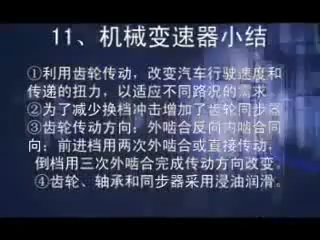 11、机械变速器小结
①利用齿轮传动，改变汽车行驶速度和
传递的扭力，以适应不同路况的需求。
②为了减少换档冲击增加了齿轮同步器
③齿轮传动方向：外啮合反向内啮合同
向；前进档用两次外啮合或直接传动，
倒档用三次外啮合完成传动方向改变。
④齿轮、轴承和同步器采用浸油润滑。